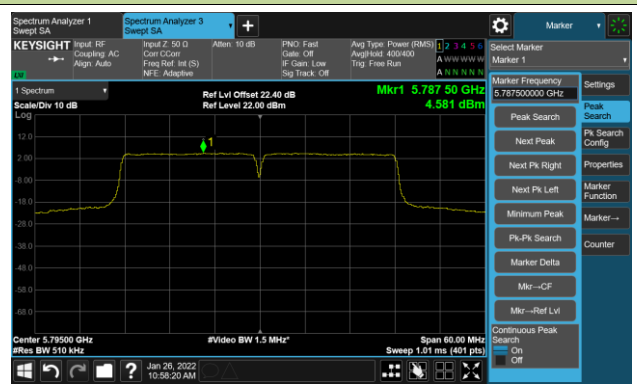 Spectrum Analyzer 1
Swept SA
Spectrum Analyzer 3
Swept SA
+
Marker
KEYSIGHT
Input: RF
Coupling: AC
Align: Auto
Input Z: 50 Ω
Corr CCorr
Freq Ref: Int (S)
NFE: Adaptive
Atten: 10 dB
PNO: Fast
Gate: Off
IF Gain: Low
Sig Track: Off
Avg Type: Power (RMS)
Avg|Hold: 400/400
Trig: Free Run
1 2 3 4 5 6
A W W W W W
A N N N N N
Select Marker
Marker 1
1 Spectrum
Scale/Div 10 dB
Log
Ref Lvl Offset 22.40 dB
Ref Level 22.00 dBm
Mkr1 5.787 50 GHz
4.581 dBm
12.0
2.00
-8.00
-18.0
-28.0
-38.0
-48.0
-58.0
-68.0
1
Center 5.79500 GHz
#Res BW 510 kHz
#Video BW 1.5 MHz*
Span 60.00 MHz
Sweep 1.01 ms (401 pts)
Marker Frequency
5.787500000 GHz
Peak Search
Next Peak
Next Pk Right
Next Pk Left
Minimum Peak
Pk-Pk Search
Marker Delta
Mkr→CF
Mkr→Ref Lvl
Continuous Peak
Search
On
Off
Settings
Peak
Search
Pk Search
Config
Properties
Marker
Function
Marker→
Counter
?
Jan 26, 2022
10:58:20 AM